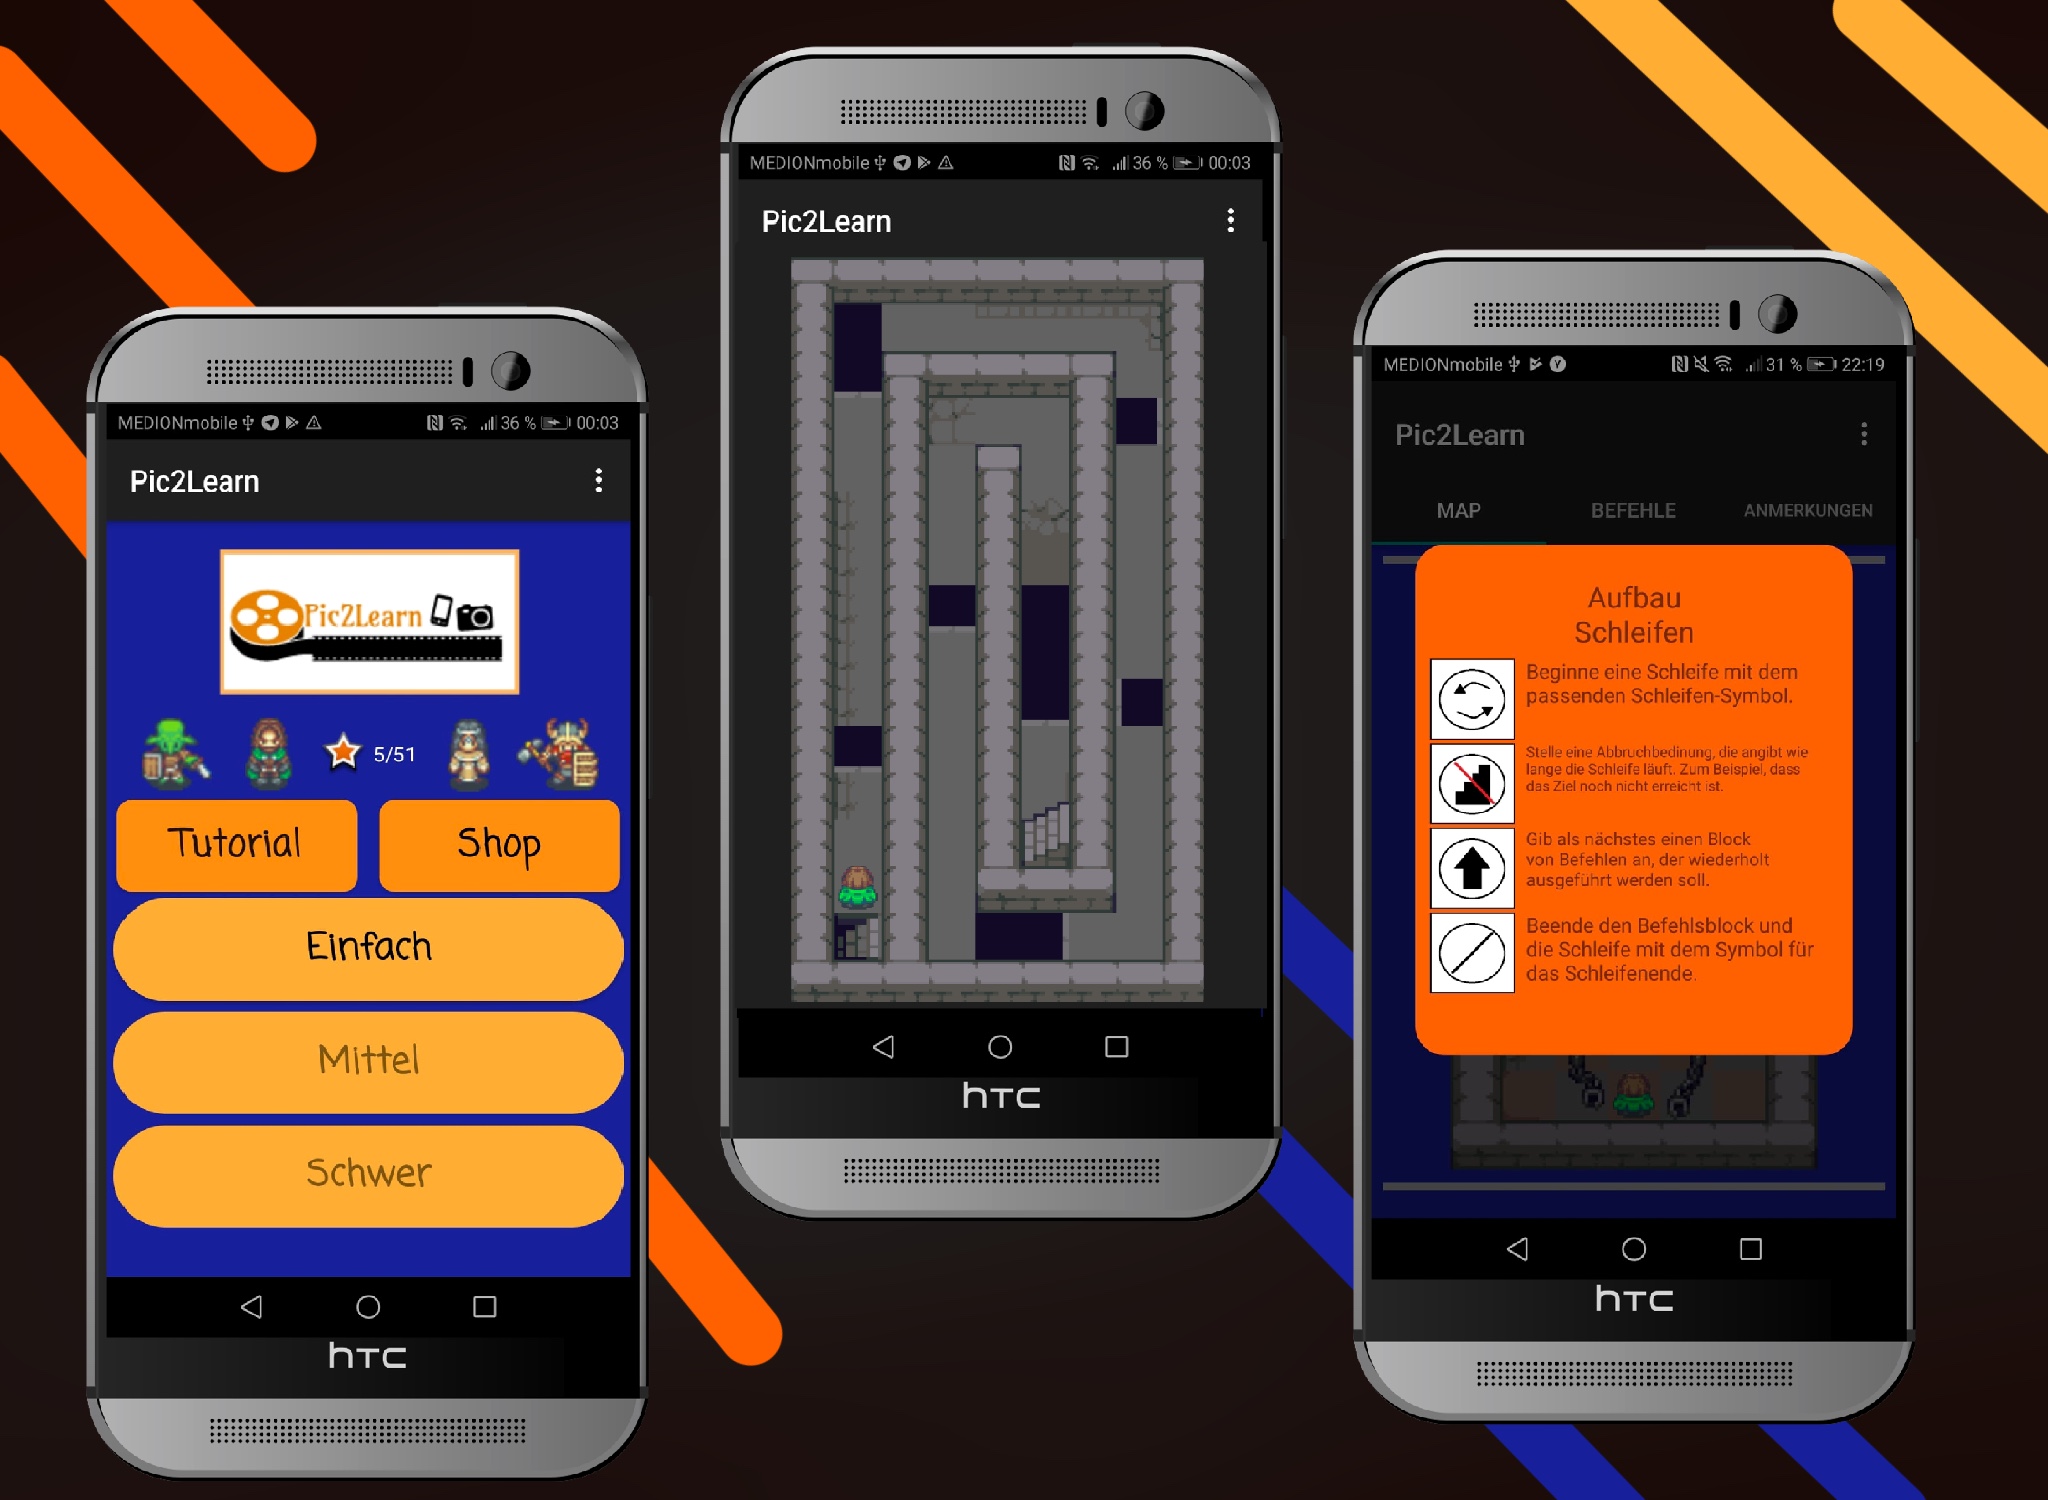 MEDIONmobile 36 % 00:03
Pic2Learn
Pic2Learn
5/51
Tutorial
Shop
Einfach
Mittel
Schwer
hTC
MEDIONmobile 36 % 00:03
Pic2Learn
hTC
MEDIONmobile 31 % 22:19
Pic2Learn
MAP
BEFEHLE
ANMERKUNGEN
Aufbau
Schleifen
Beginne eine Schleife mit dem
passenden Schleifen-Symbol.
Stelle eine Abbruchbedinung, die angibt wie
lange die Schleife läuft. Zum Beispiel, dass
das Ziel noch nicht erreicht ist.
Gib als nächstes einen Block
von Befehlen an, der wiederholt
ausgeführt werden soll.
Beende den Befehlsblock und
die Schleife mit dem Symbol für
das Schleifenende.
hTC